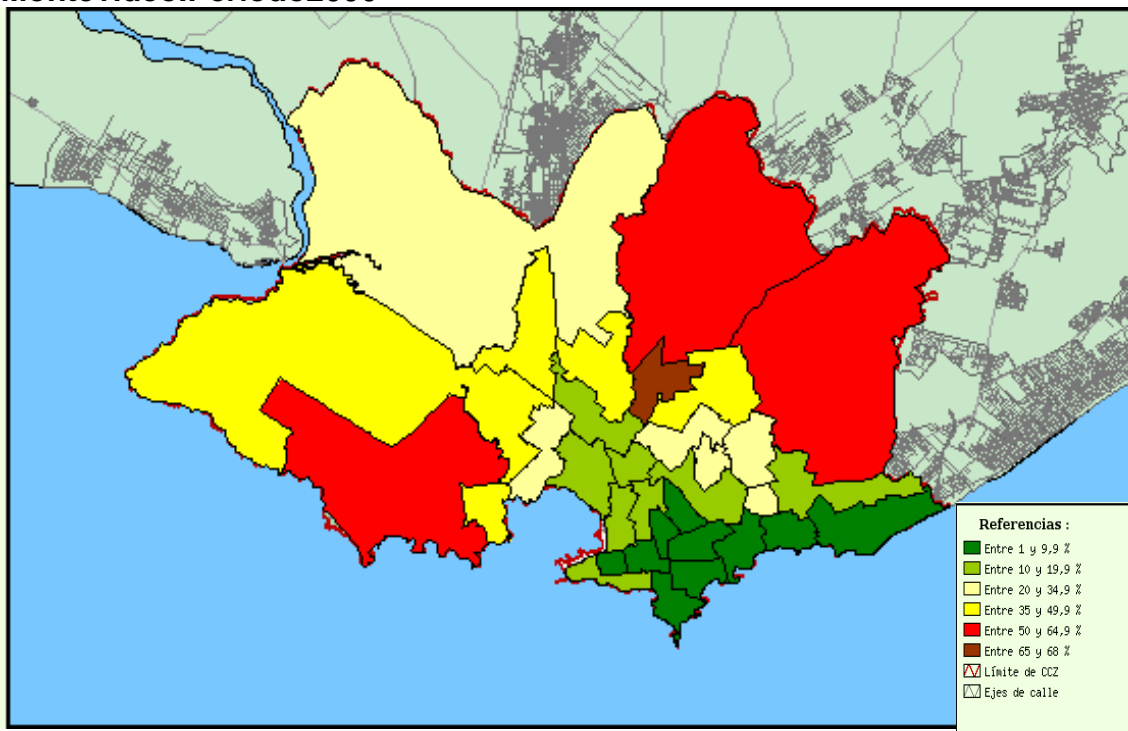 Referencias :
Entre 1 y 9,9 %
Entre 10 y 19,9 %
Entre 20 y 34,9 %
Entre 35 y 49,9 %
Entre 50 y 64,9 %
Entre 65 y 68 %
Límite de CCZ
Ejes de calle